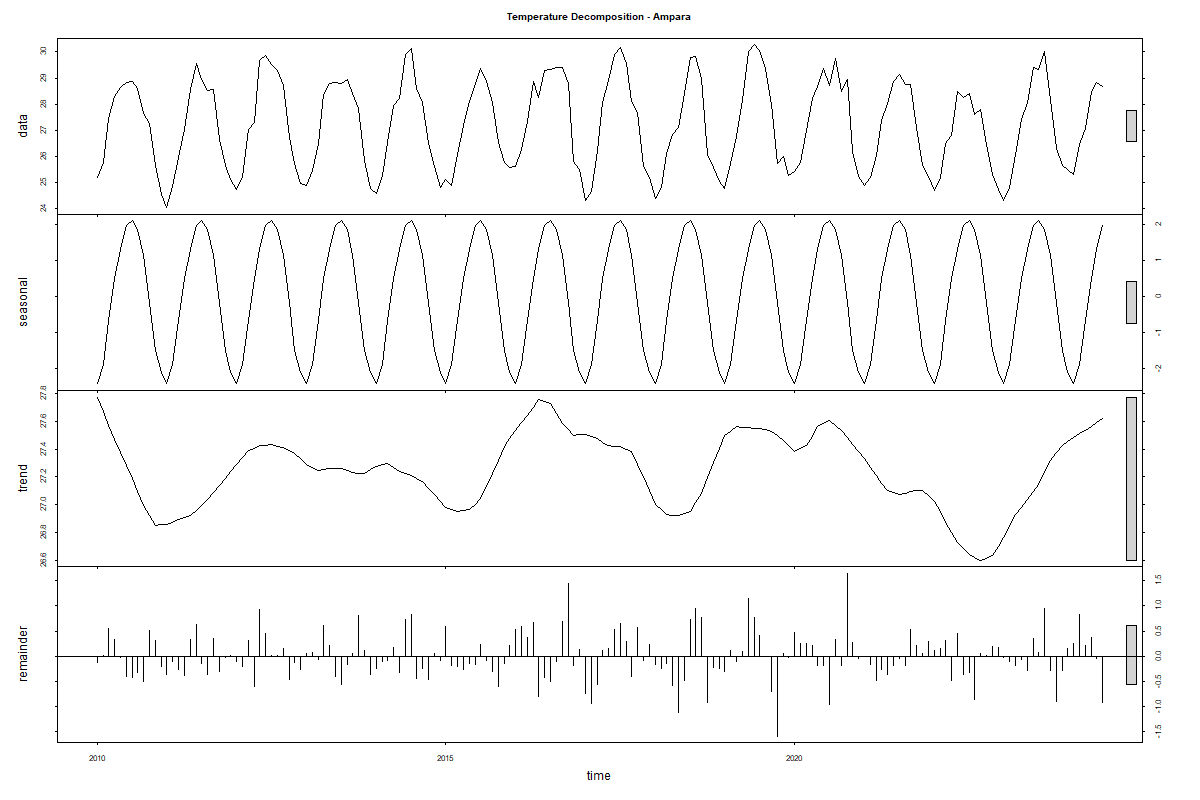 Temperature Decomposition - Ampara
data
24 25 26 27 28 29 30
seasonal
-2 -1 0 1 2
trend
26.6 26.8 27.0 27.2 27.4 27.6 27.8
remainder
-1.5 -1.0 -0.5 0.0 0.5 1.0 1.5
2010 2015 2020
time